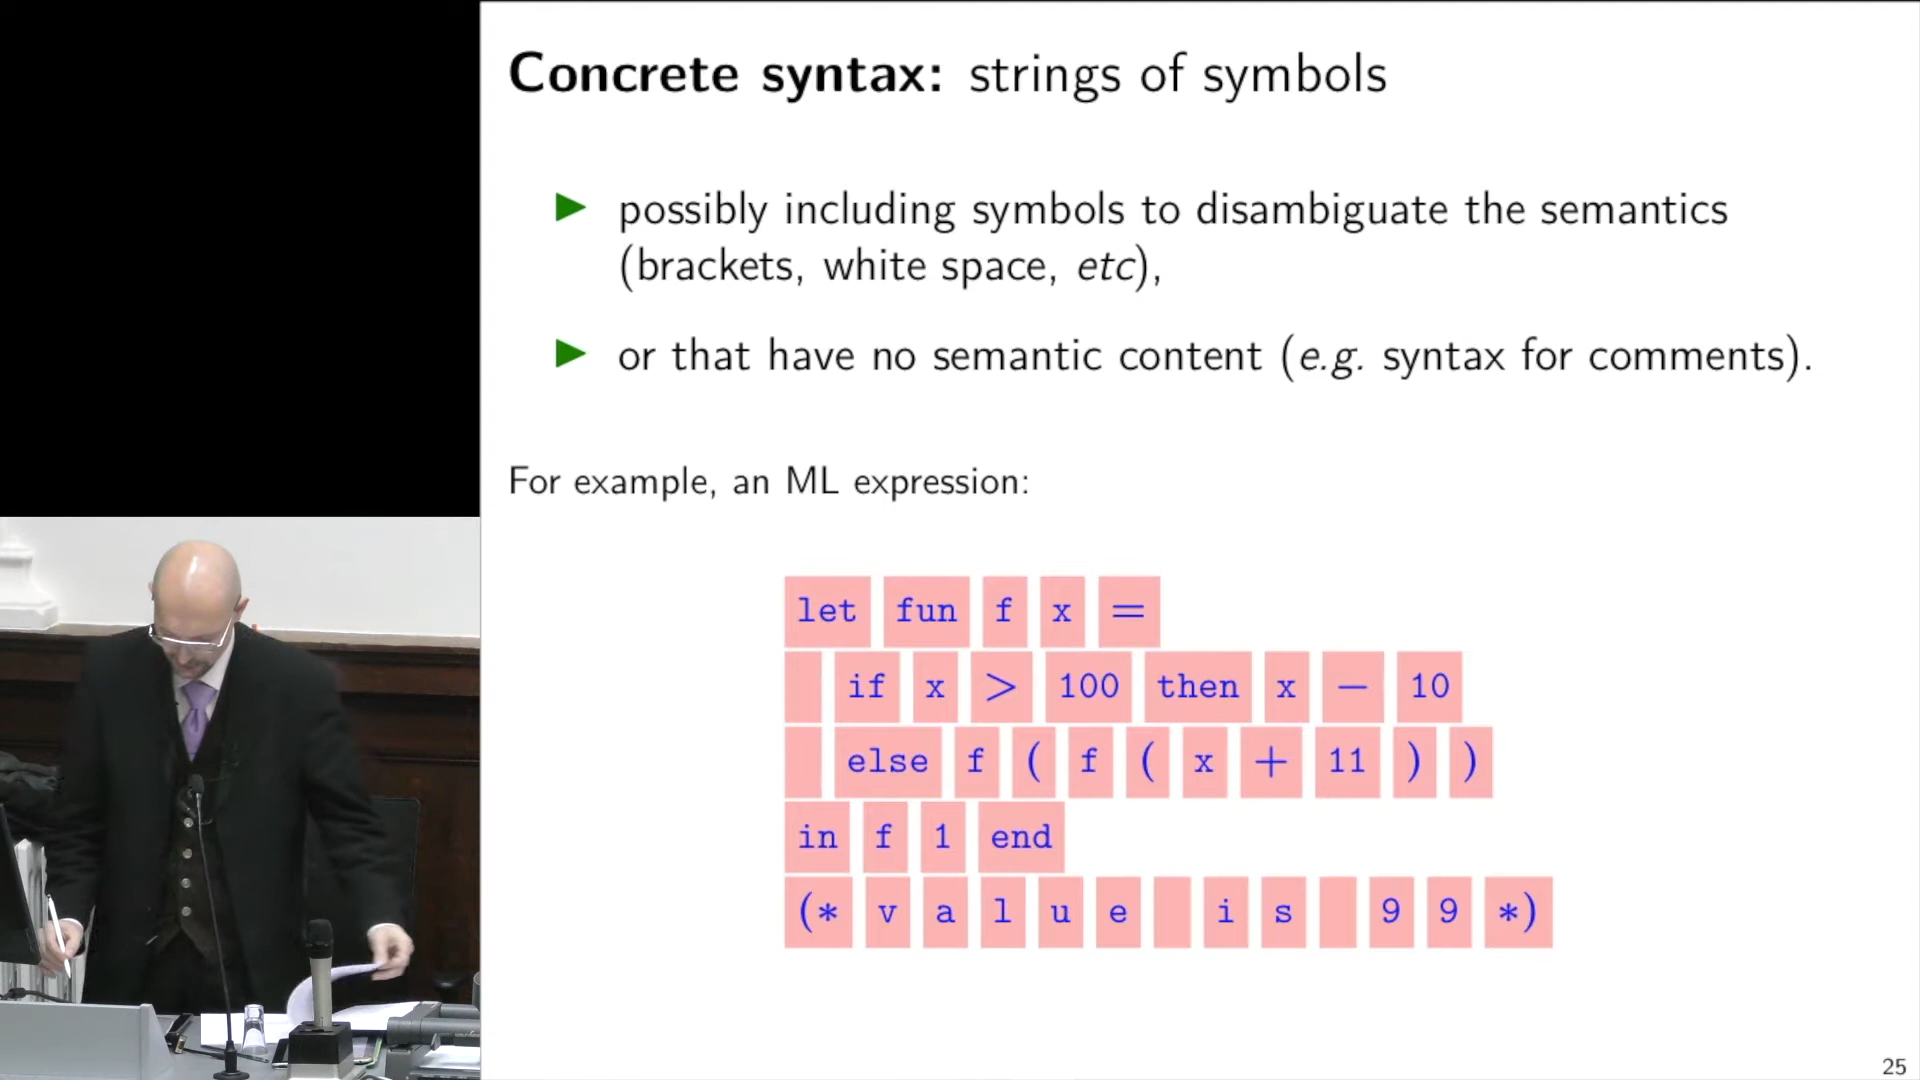 Concrete syntax: strings of symbols
▶ possibly including symbols to disambiguate the semantics
(brackets, white space, etc),
▶ or that have no semantic content (e.g. syntax for comments).
For example, an ML expression:
let fun f x =
if x > 100 then x − 10
else f ( f ( x + 11 ) )
in f 1 end
(* v a l u e i s 9 9 *)
25